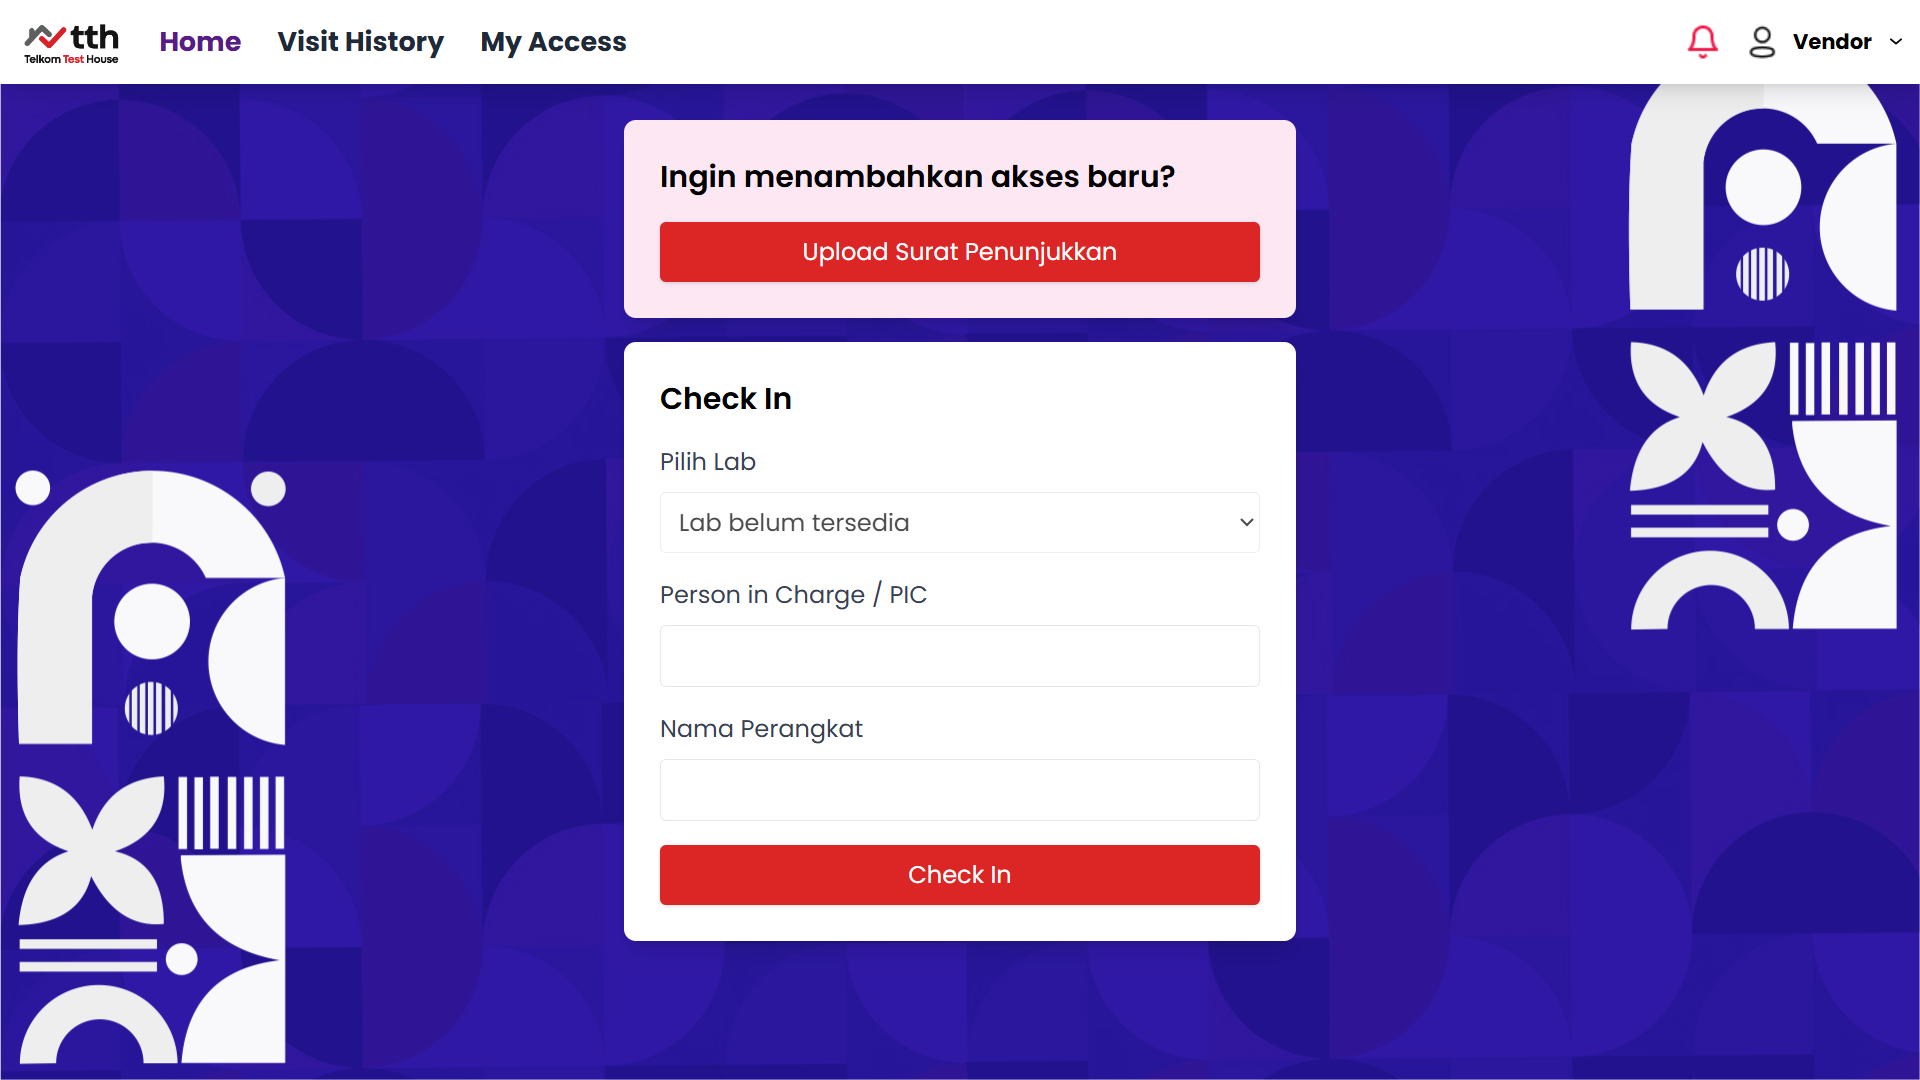 tth
Telkom Test House
Home
Visit History
My Access
Vendor
Ingin menambahkan akses baru?
Upload Surat Penunjukkan
Check In
Pilih Lab
Lab belum tersedia
Person in Charge / PIC
Nama Perangkat
Check In